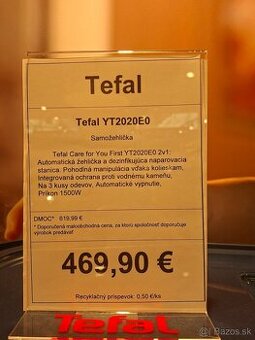 Tefal
Tefal YT2020E0
Samožehlička
Tefal Care for You First YT2020E0 2v1,
Automatická žehlička a dezinfikujúca naparovacia
stanica. Pohodlná manipulácia vďaka kolieskam,
Integrovaná ochrana proti vodnému kameňu,
Na 3 kusy odevov, Automatické vypnutie,
Príkon 1500W
DMOC* 619,99 €
* Odporučená maloobchodná cena, za ktorú spoločnosť doporučuje
výrobok predávať
469,90 €
Recyklačný príspevok: 0,50 €/ks
Tefal
Bazos.sk